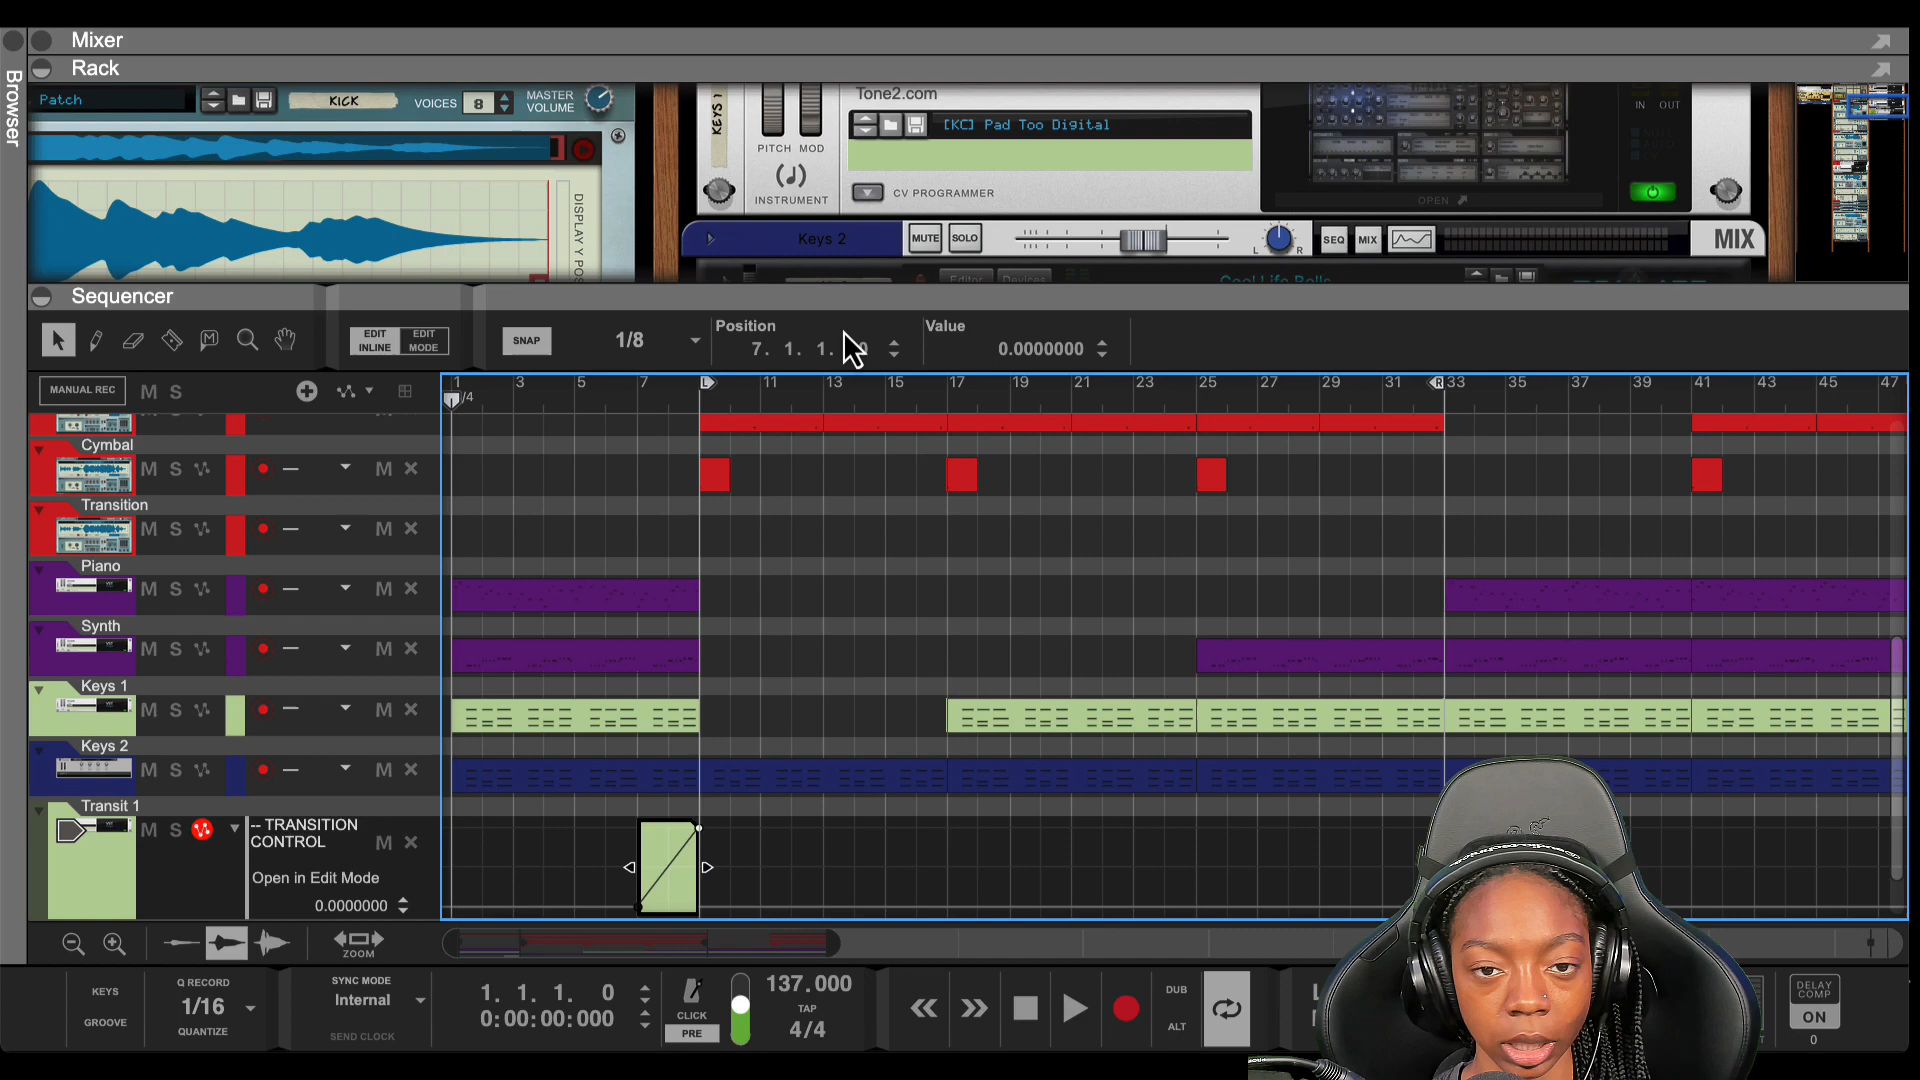 Mixer
Rack
Browser
Patch
KICK
VOICES 8
MASTER VOLUME
DISPLAY Y POS
KEYS 1
Tone2.com
[KC] Pad Too Digital
PITCH MOD
INSTRUMENT
CV PROGRAMMER
OPEN
IN OUT
Keys 2
MUTE SOLO
L R
SEQ MIX
MIX
Editor Devices
Cool Life Bells
Sequencer
EDIT INLINE
EDIT MODE
SNAP
1/8
Position
7. 1. 1.
Value
0.0000000
MANUAL REC
M S
1 3 5 7 L 11 13 15 17 19 21 23 25 27 29 31 R 33 35 37 39 41 43 45 47
/4
Cymbal
M S M
Transition
M S M
Piano
M S M
Synth
M S M
Keys 1
M S M
Keys 2
M S M
Transit 1
M S
-- TRANSITION
CONTROL
M
Open in Edit Mode
0.0000000
ZOOM
KEYS
GROOVE
Q RECORD
1/16
QUANTIZE
SYNC MODE
Internal
SEND CLOCK
1. 1. 1. 0
0:00:00:000
CLICK
PRE
137.000
TAP
4/4
DUB
ALT
DELAY
COMP
ON
0
audio-technica